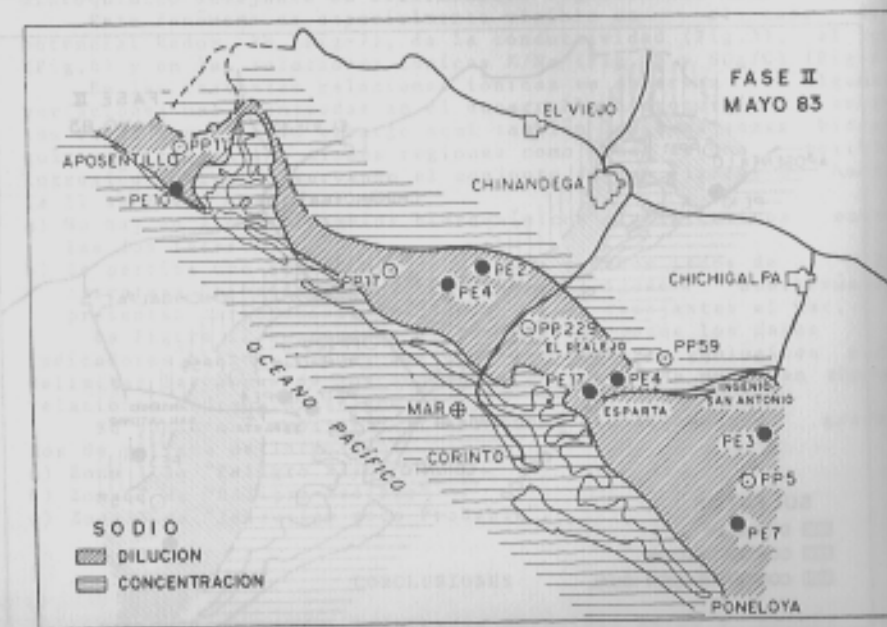 FASE II
MAYO 83
EL VIEJO
APOSENTILLO
PP11
PE10
CHINANDEGA
CHICHIGALPA
PP17
PE2
PE4
PP229
EL REALEJO
PP59
PE17
PE4
ESPARTA
INGENIO
SAN ANTONIO
OCEANO PACÍFICO
MAR
CORINTO
PE3
PP5
PE7
PONELOYA
SODIO
DILUCION
CONCENTRACION